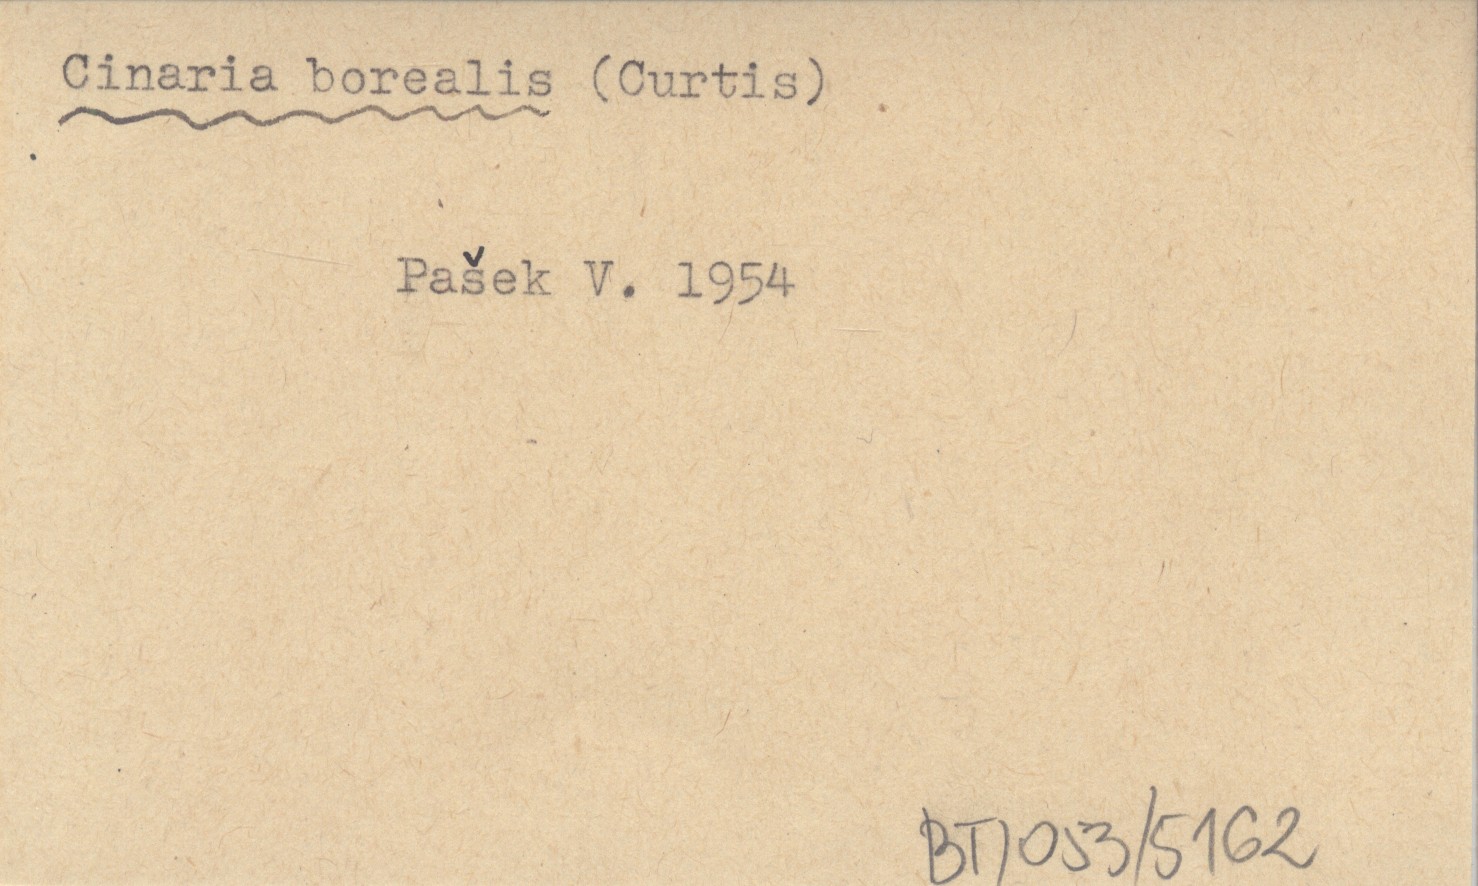 Cinaria borealis (Curtis)
Pašek V. 1954
BT/053/5162